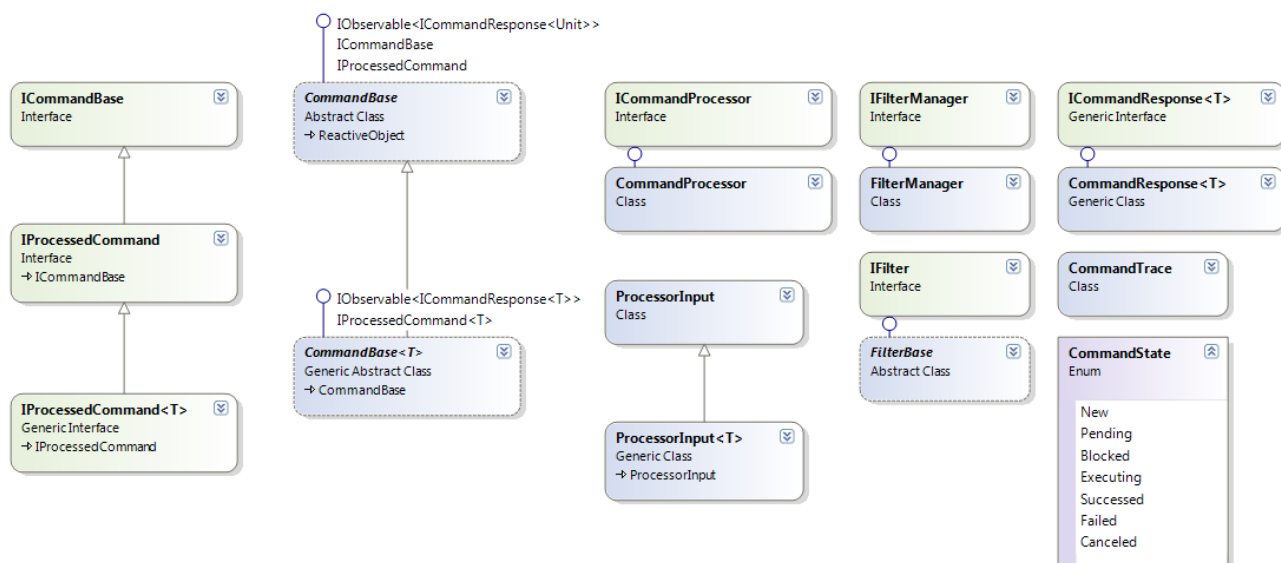 IObservable<ICommandResponse<Unit>>
ICommandBase
IProcessedCommand
ICommandBase
Interface
CommandBase
Abstract Class
ReactiveObject
ICommandProcessor
Interface
IFilterManager
Interface
ICommandResponse<T>
Generic Interface
CommandProcessor
Class
FilterManager
Class
CommandResponse<T>
Generic Class
IProcessedCommand
Interface
ICommandBase
IFilter
Interface
CommandTrace
Class
ProcessorInput
Class
IObservable<ICommandResponse<T>>
IProcessedCommand<T>
CommandBase<T>
Generic Abstract Class
CommandBase
FilterBase
Abstract Class
CommandState
Enum
New
Pending
Blocked
Executing
Successed
Failed
Canceled
IProcessedCommand<T>
Generic Interface
IProcessedCommand
ProcessorInput<T>
Generic Class
ProcessorInput